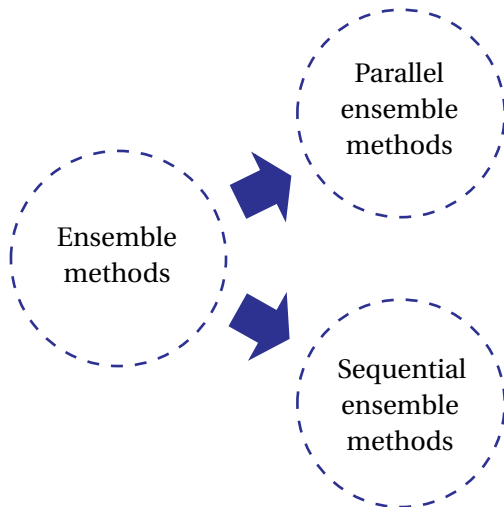 Parallel
ensemble
methods
Ensemble
methods
Sequential
ensemble
methods